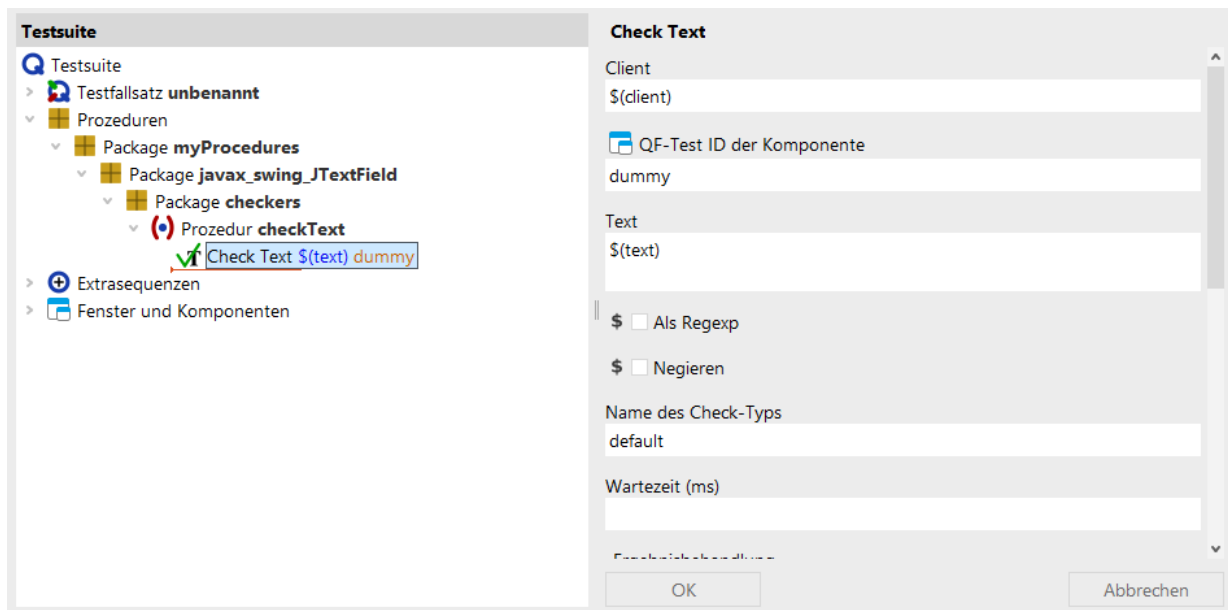 Testsuite
Testsuite
Testfallsatz unbenannt
Prozeduren
Package myProcedures
Package javax_swing_JTextField
Package checkers
Prozedur checkText
Check Text $(text) dummy
Extrasequenzen
Fenster und Komponenten
Check Text
Client
$(client)
QF-Test ID der Komponente
dummy
Text
$(text)
$ Als Regexp
$ Negieren
Name des Check-Typs
default
Wartezeit (ms)
OK Abbrechen